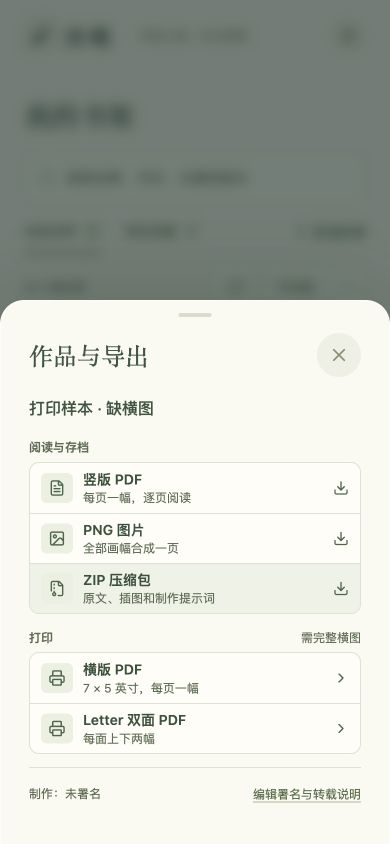 作品与导出
打印样本 · 缺横图
阅读与存档
竖版 PDF
每页一幅，逐页阅读
PNG 图片
全部画幅合成一页
ZIP 压缩包
原文、插图和制作提示词
打印
需完整横图
横版 PDF
7 × 5 英寸，每页一幅
Letter 双面 PDF
每面上下两幅
制作：未署名
编辑署名与转载说明